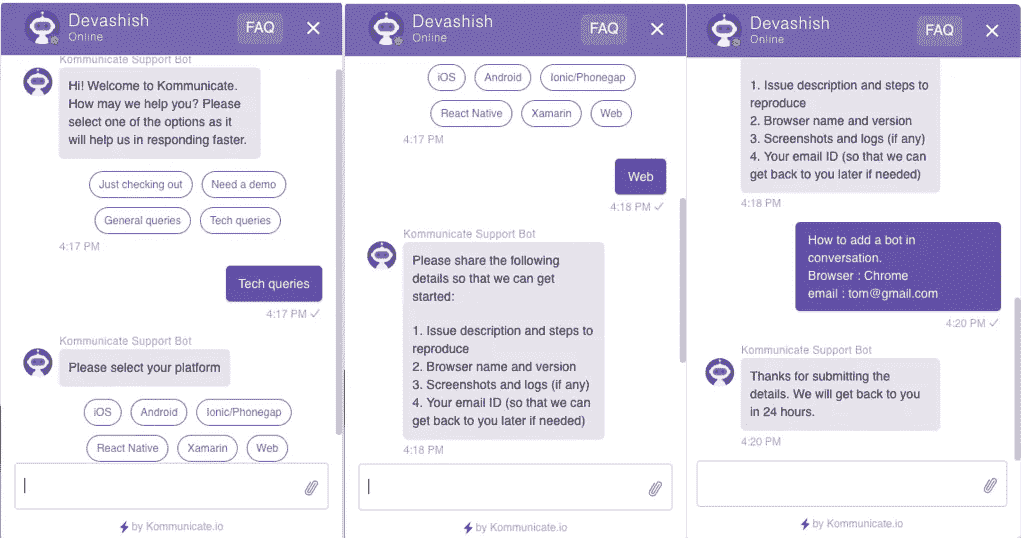 Devashish
Online
FAQ
Kommunicate Support Bot
Hi! Welcome to Kommunicate.
How may we help you? Please
select one of the options as it
will help us in responding faster.
Just checking out
Need a demo
General queries
Tech queries
4:17 PM
Tech queries
4:17 PM
Kommunicate Support Bot
Please select your platform
iOS
Android
Ionic/Phonegap
React Native
Xamarin
Web
by Kommunicate.io
Devashish
Online
FAQ
iOS
Android
Ionic/Phonegap
React Native
Xamarin
Web
4:17 PM
Web
4:18 PM
Kommunicate Support Bot
Please share the following
details so that we can get
started:
1. Issue description and steps to
reproduce
2. Browser name and version
3. Screenshots and logs (if any)
4. Your email ID (so that we can
get back to you later if needed)
4:18 PM
by Kommunicate.io
Devashish
Online
FAQ
1. Issue description and steps to
reproduce
2. Browser name and version
3. Screenshots and logs (if any)
4. Your email ID (so that we can
get back to you later if needed)
4:18 PM
How to add a bot in
conversation.
Browser : Chrome
email : tom@gmail.com
4:20 PM
Kommunicate Support Bot
Thanks for submitting the
details. We will get back to you
in 24 hours.
4:20 PM
by Kommunicate.io